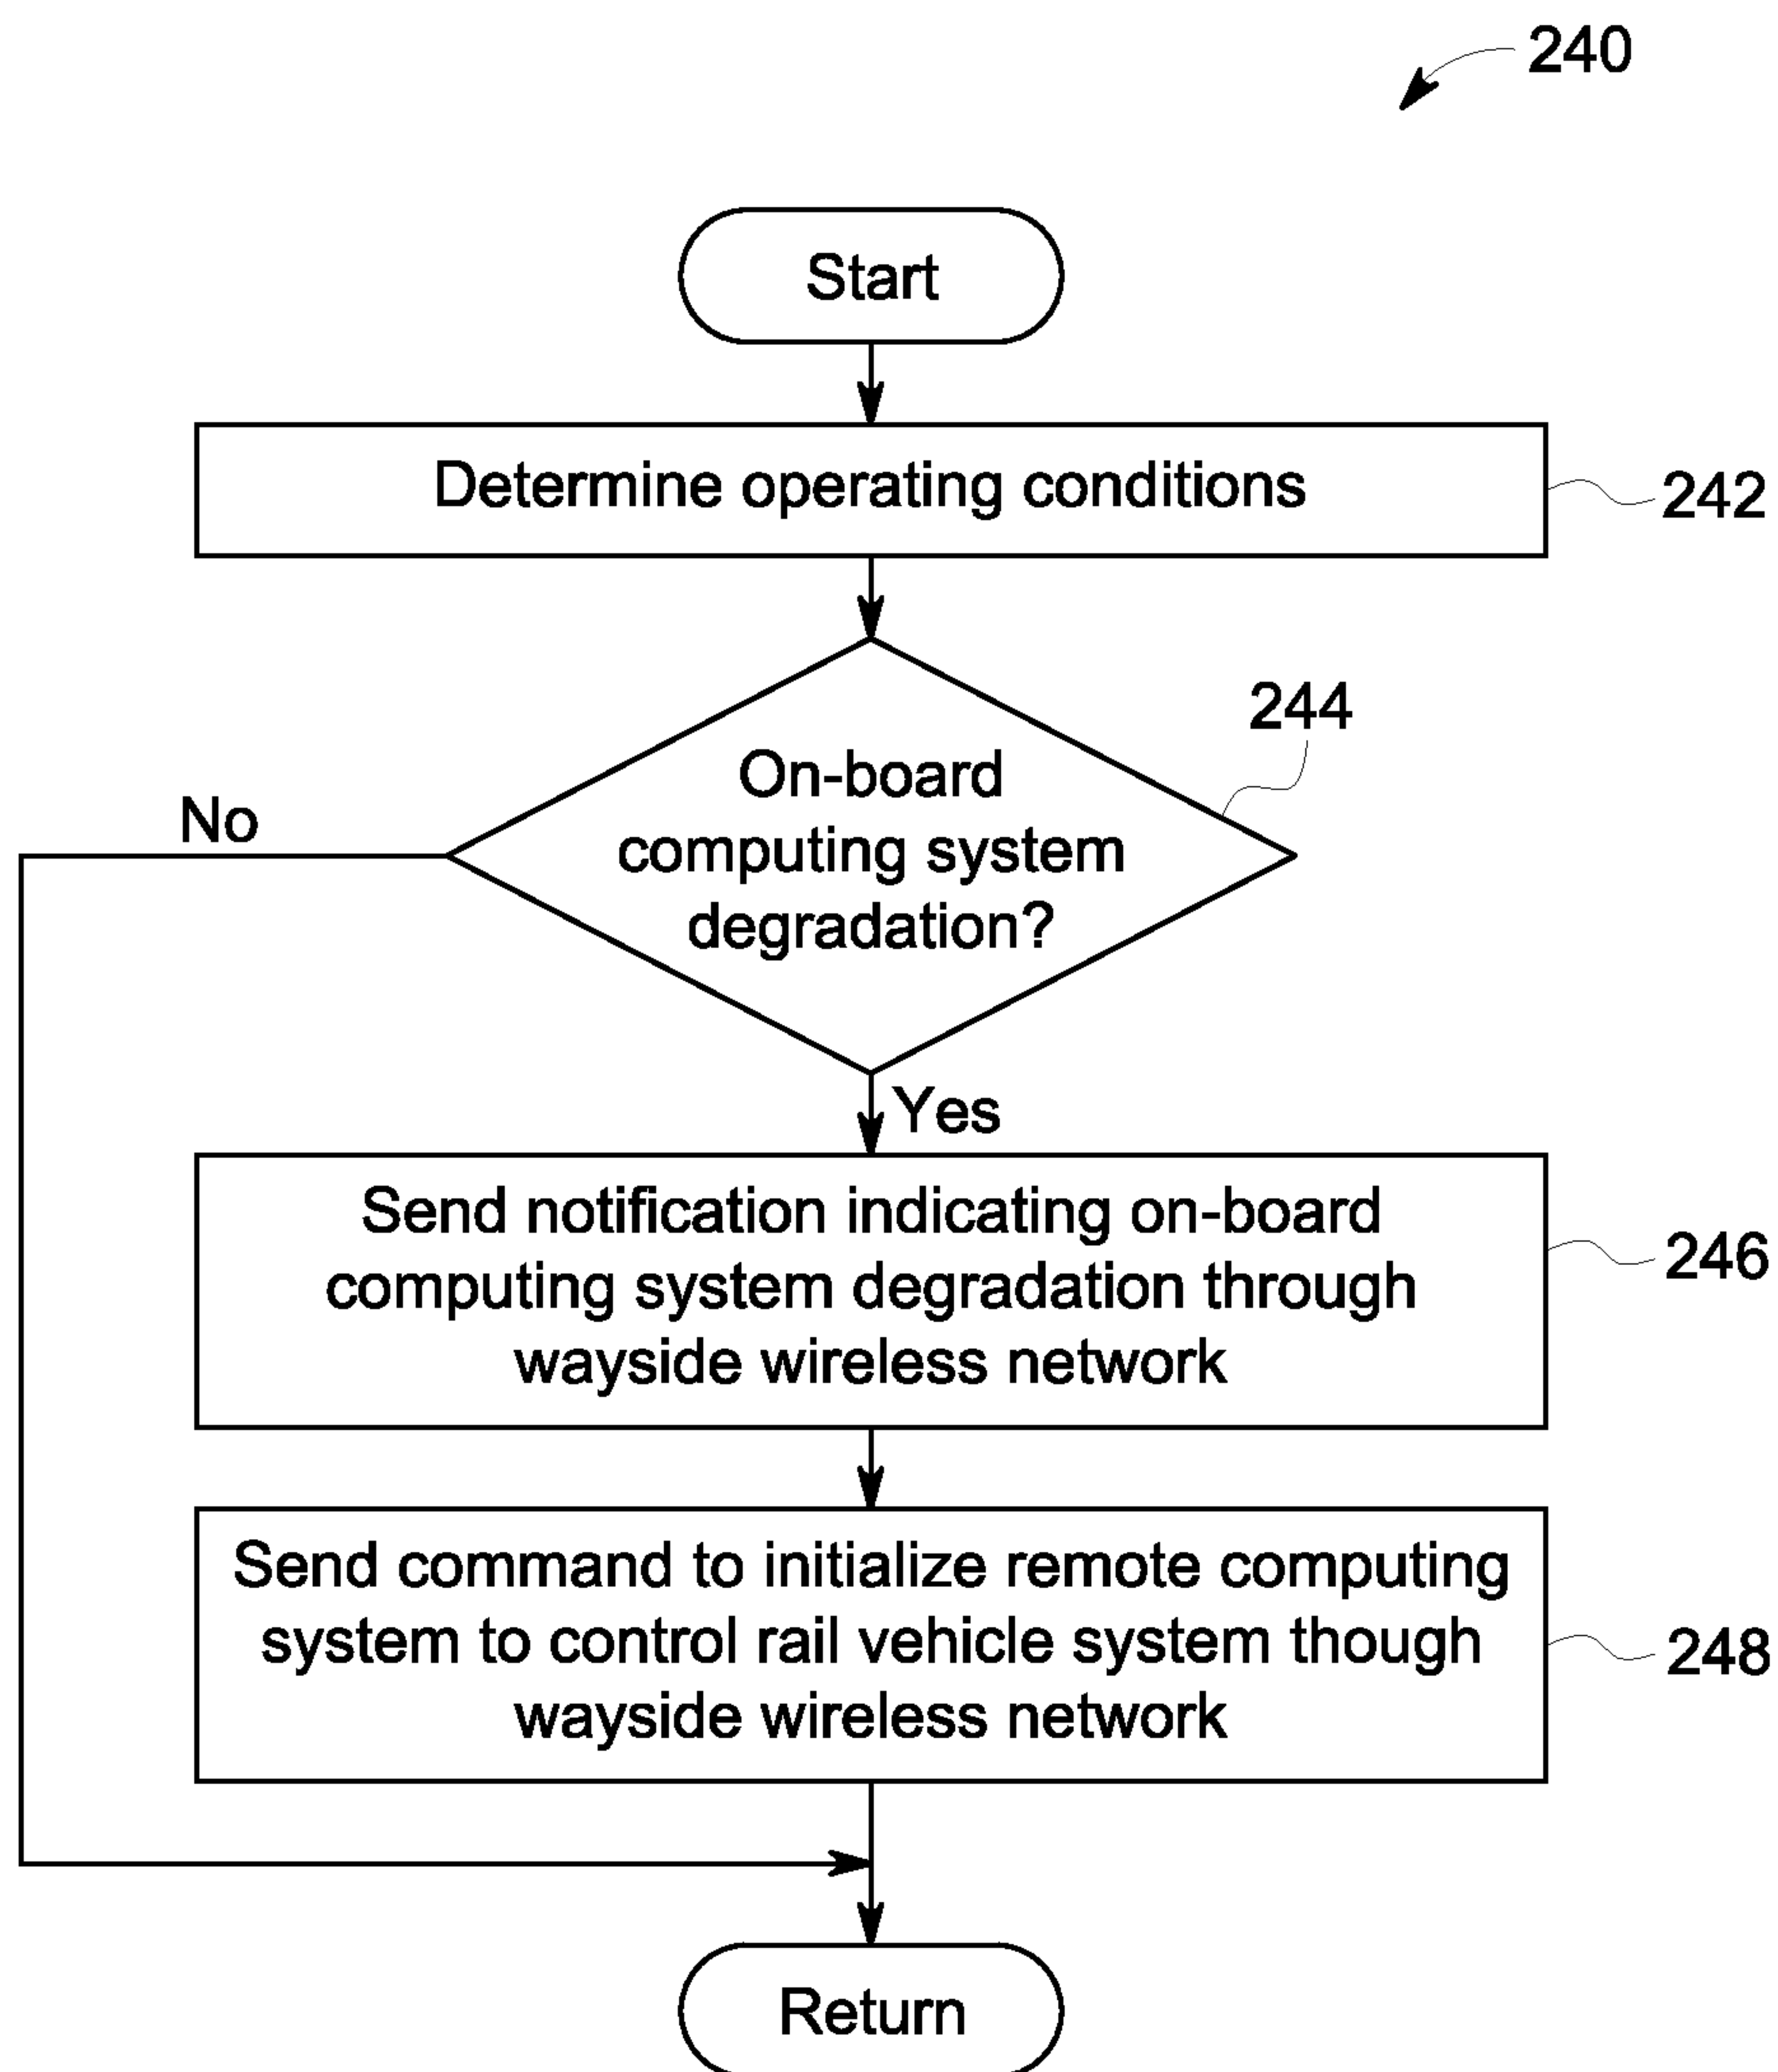 240
Start
Determine operating conditions
242
244
On-board
computing system
degradation?
No
Yes
Send notification indicating on-board
computing system degradation through
wayside wireless network
246
Send command to initialize remote computing
system to control rail vehicle system though
wayside wireless network
248
Return